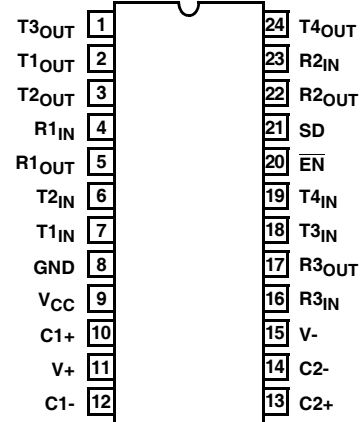 T3OUT 1 24 T4OUT
T1OUT 2 23 R2IN
T2OUT 3 22 R2OUT
R1IN 4 21 SD
R1OUT 5 20 EN
T2IN 6 19 T4IN
T1IN 7 18 T3IN
GND 8 17 R3OUT
VCC 9 16 R3IN
C1+ 10 15 V-
V+ 11 14 C2-
C1- 12 13 C2+